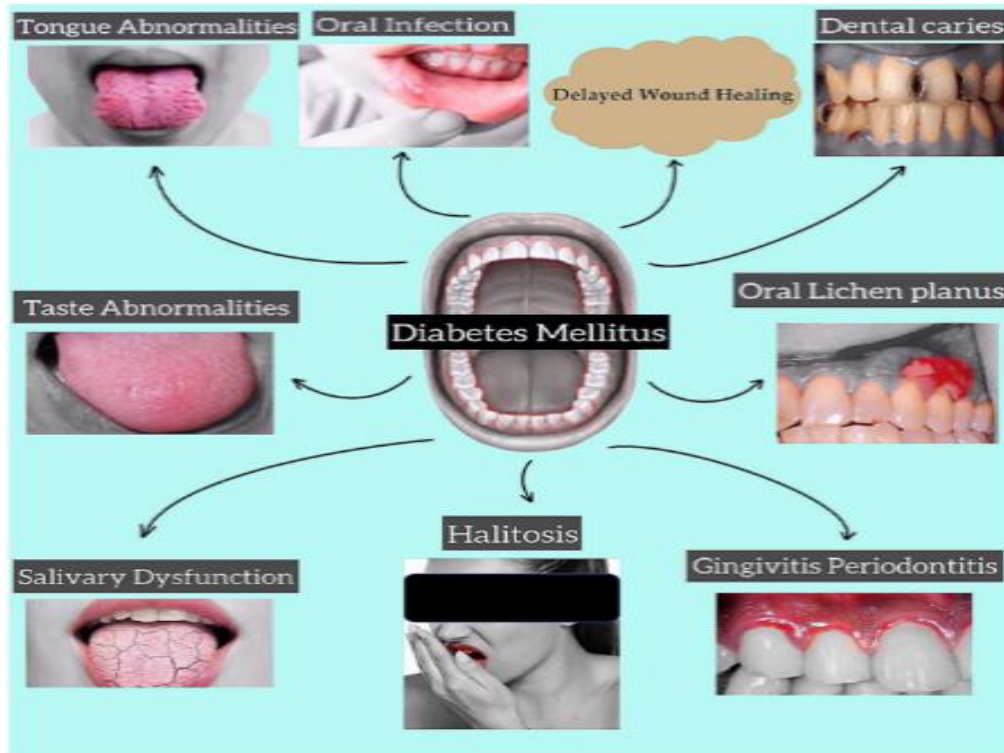 Tongue Abnormalities
Oral Infection
Delayed Wound Healing
Dental caries
Taste Abnormalities
Diabetes Mellitus
Oral Lichen planus
Salivary Dysfunction
Halitosis
Gingivitis Periodontitis